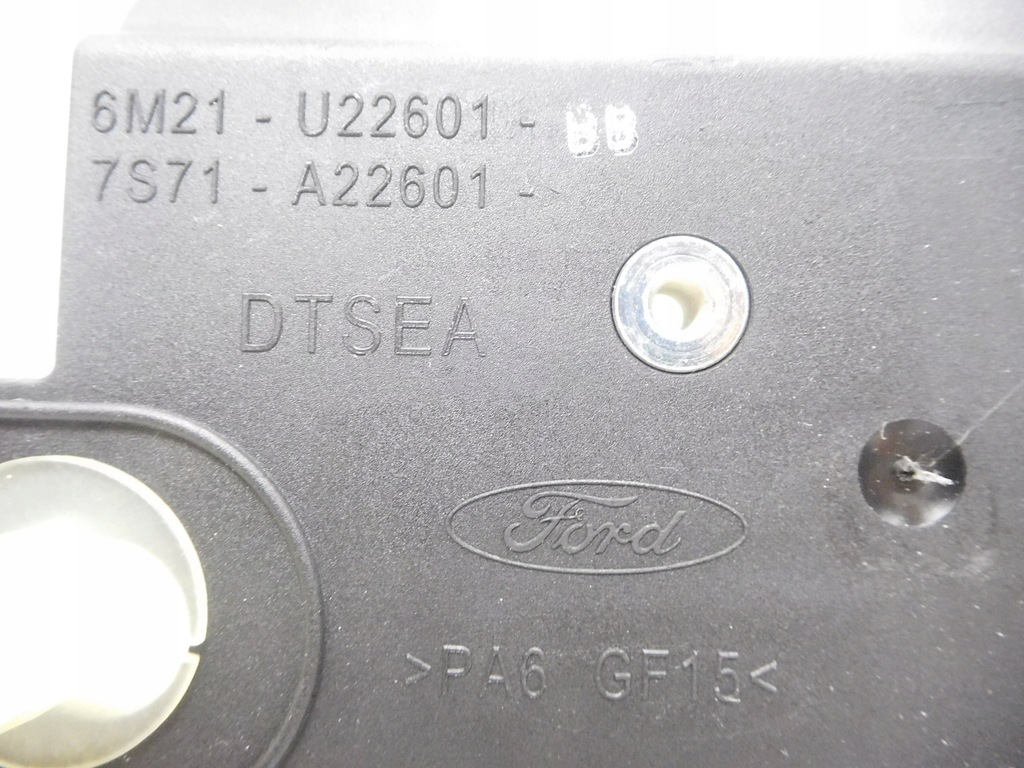 6M21 - U22601 - BB
7S71 - A22601 -
DTSEA
Ford
>PA6 GF15<